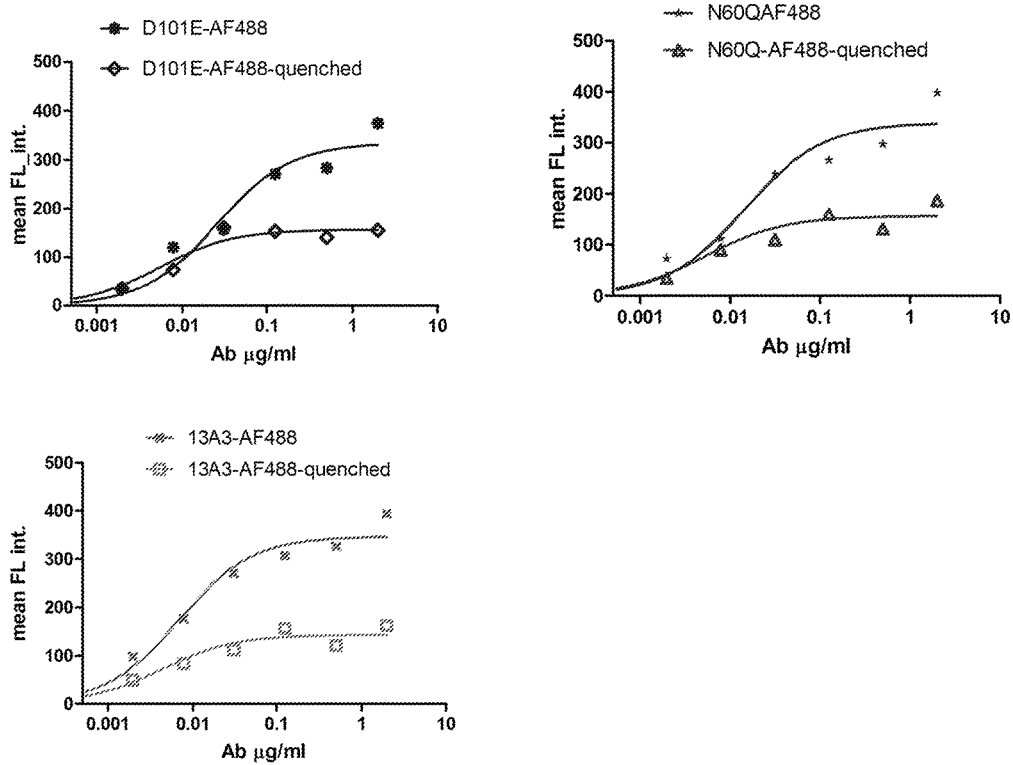 D101E-AF488
D101E-AF488-quenched
500
400
300
200
100
0
mean FL_int.
0.001 0.01 0.1 1 10
Ab µg/ml
N60QAF488
N60Q-AF488-quenched
500
400
300
200
100
0
mean FL int.
0.001 0.01 0.1 1 10
Ab µg/ml
13A3-AF488
13A3-AF488-quenched
500
400
300
200
100
0
mean FL int.
0.001 0.01 0.1 1 10
Ab µg/ml